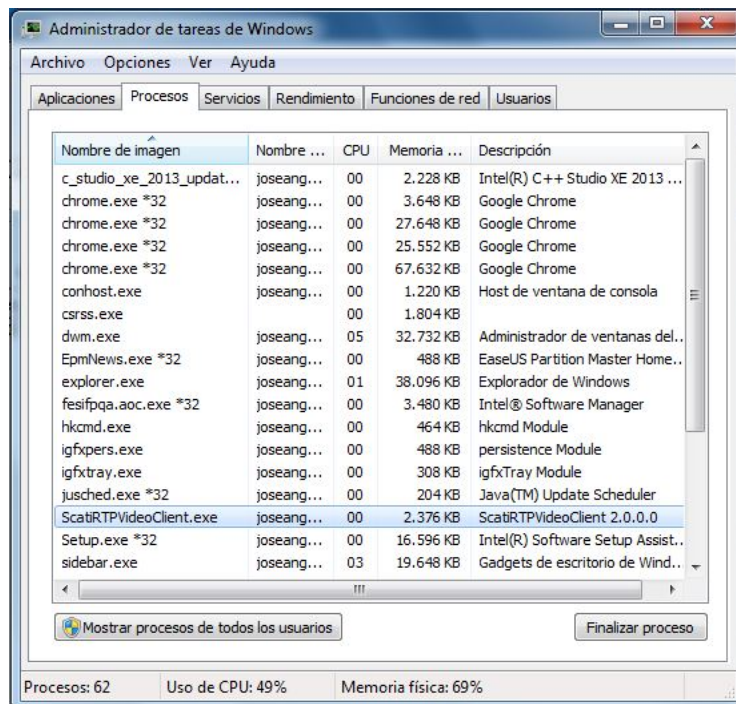 Administrador de tareas de Windows
Archivo Opciones Ver Ayuda
Aplicaciones Procesos Servicios Rendimiento Funciones de red Usuarios
Nombre de imagen Nombre ... CPU Memoria ... Descripción
c_studio_xe_2013_updat... joseang... 00 2.228 KB Intel(R) C++ Studio XE 2013 ...
chrome.exe *32 joseang... 00 3.648 KB Google Chrome
chrome.exe *32 joseang... 00 27.648 KB Google Chrome
chrome.exe *32 joseang... 00 25.552 KB Google Chrome
chrome.exe *32 joseang... 00 67.632 KB Google Chrome
conhost.exe joseang... 00 1.220 KB Host de ventana de consola
csrss.exe 00 1.804 KB
dwm.exe joseang... 05 32.732 KB Administrador de ventanas del...
EpmNews.exe *32 joseang... 00 488 KB EaseUS Partition Master Home...
explorer.exe joseang... 01 38.096 KB Explorador de Windows
fesifpqa.aoc.exe *32 joseang... 00 3.480 KB Intel® Software Manager
hkcmd.exe joseang... 00 464 KB hkcmd Module
igfxpers.exe joseang... 00 488 KB persistence Module
igfxtray.exe joseang... 00 308 KB igfxTray Module
jusched.exe *32 joseang... 00 204 KB Java(TM) Update Scheduler
ScatiRTPVideoClient.exe joseang... 00 2.376 KB ScatiRTPVideoClient 2.0.0.0
Setup.exe *32 joseang... 00 16.596 KB Intel(R) Software Setup Assist...
sidebar.exe joseang... 03 19.648 KB Gadgets de escritorio de Wind...
Mostrar procesos de todos los usuarios Finalizar proceso
Procesos: 62 Uso de CPU: 49% Memoria física: 69%